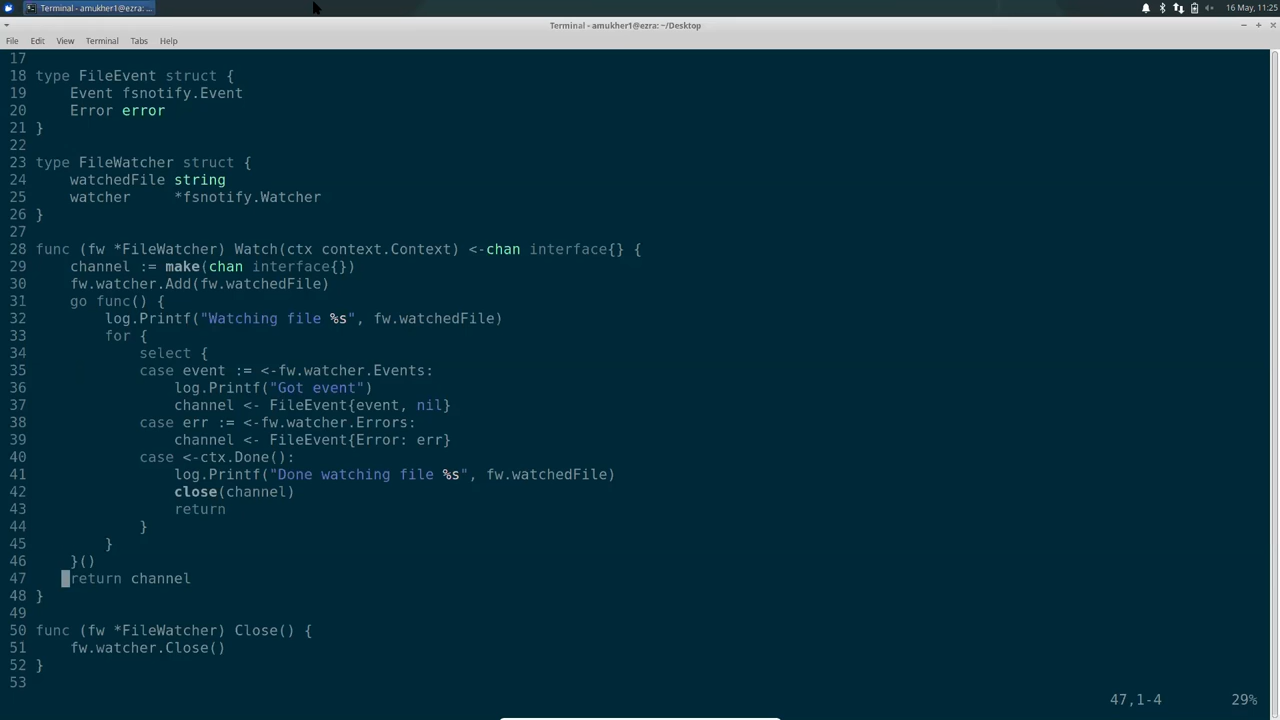 Terminal - amukher1@ezra: ...
16 May, 11:25
Terminal - amukher1@ezra: ~/Desktop
File Edit View Terminal Tabs Help
17
18 type FileEvent struct {
19     Event fsnotify.Event
20     Error error
21 }
22
23 type FileWatcher struct {
24     watchedFile string
25     watcher     *fsnotify.Watcher
26 }
27
28 func (fw *FileWatcher) Watch(ctx context.Context) <-chan interface{} {
29     channel := make(chan interface{})
30     fw.watcher.Add(fw.watchedFile)
31     go func() {
32         log.Printf("Watching file %s", fw.watchedFile)
33         for {
34             select {
35             case event := <-fw.watcher.Events:
36                 log.Printf("Got event")
37                 channel <- FileEvent{event, nil}
38             case err := <-fw.watcher.Errors:
39                 channel <- FileEvent{Error: err}
40             case <-ctx.Done():
41                 log.Printf("Done watching file %s", fw.watchedFile)
42                 close(channel)
43                 return
44             }
45         }
46     }()
47     return channel
48 }
49
50 func (fw *FileWatcher) Close() {
51     fw.watcher.Close()
52 }
53
47,1-4 29%